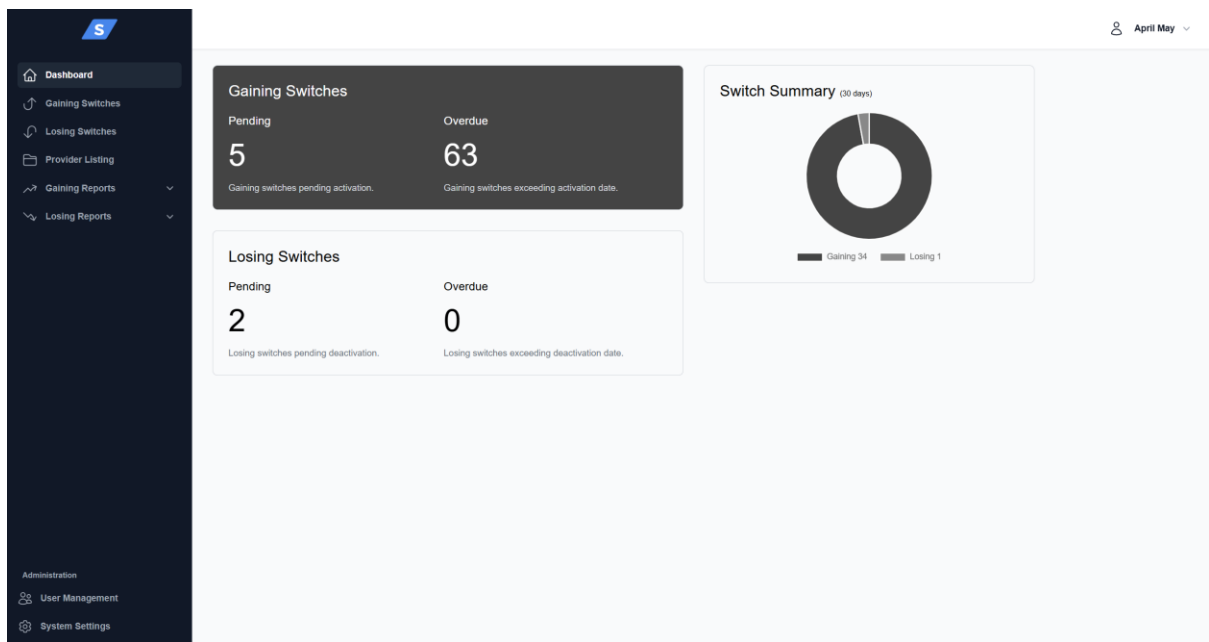 S
April May
Dashboard
Gaining Switches
Losing Switches
Provider Listing
Gaining Reports
Losing Reports
Administration
User Management
System Settings
Gaining Switches
Pending
Overdue
5
63
Gaining switches pending activation.
Gaining switches exceeding activation date.
Losing Switches
Pending
Overdue
2
0
Losing switches pending deactivation.
Losing switches exceeding deactivation date.
Switch Summary (30 days)
Gaining 34
Losing 1